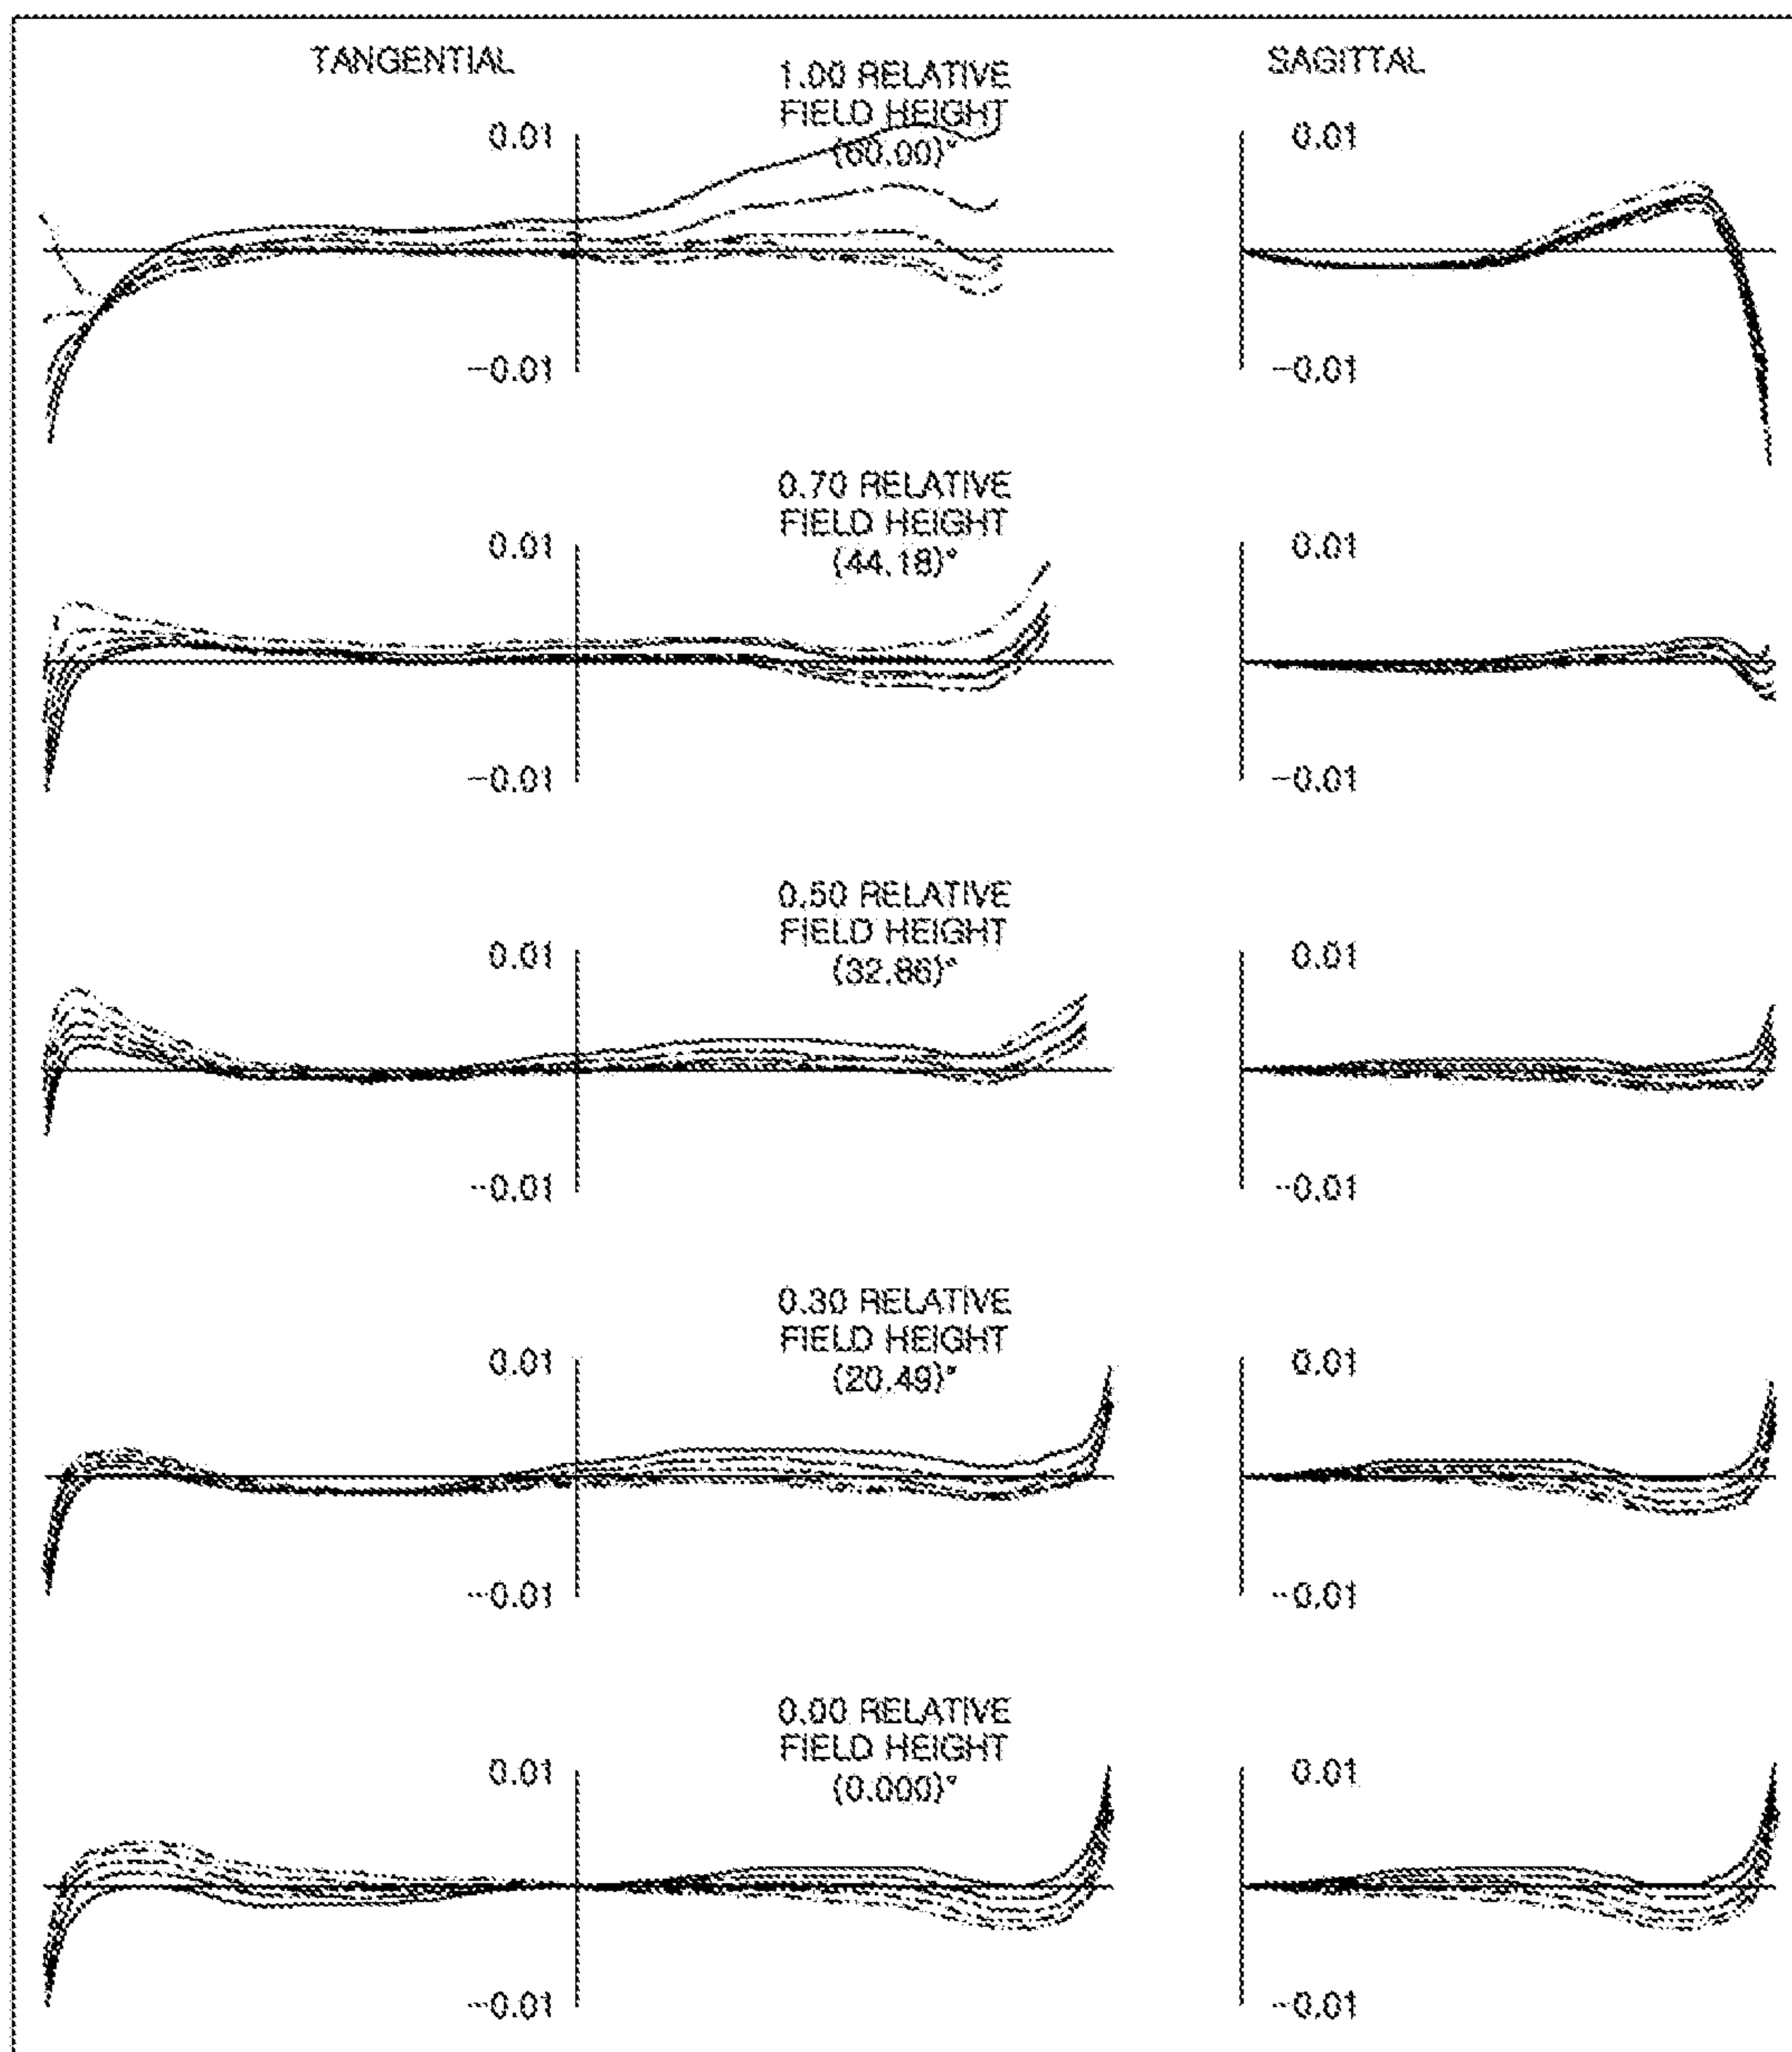 TANGENTIAL
SAGITTAL
1.00 RELATIVE
FIELD HEIGHT
(60.00)°
0.01
0.01
-0.01
-0.01
0.70 RELATIVE
FIELD HEIGHT
(44.18)°
0.01
0.01
-0.01
-0.01
0.50 RELATIVE
FIELD HEIGHT
(32.86)°
0.01
0.01
-0.01
-0.01
0.30 RELATIVE
FIELD HEIGHT
(20.49)°
0.01
0.01
-0.01
-0.01
0.00 RELATIVE
FIELD HEIGHT
(0.000)°
0.01
0.01
-0.01
-0.01